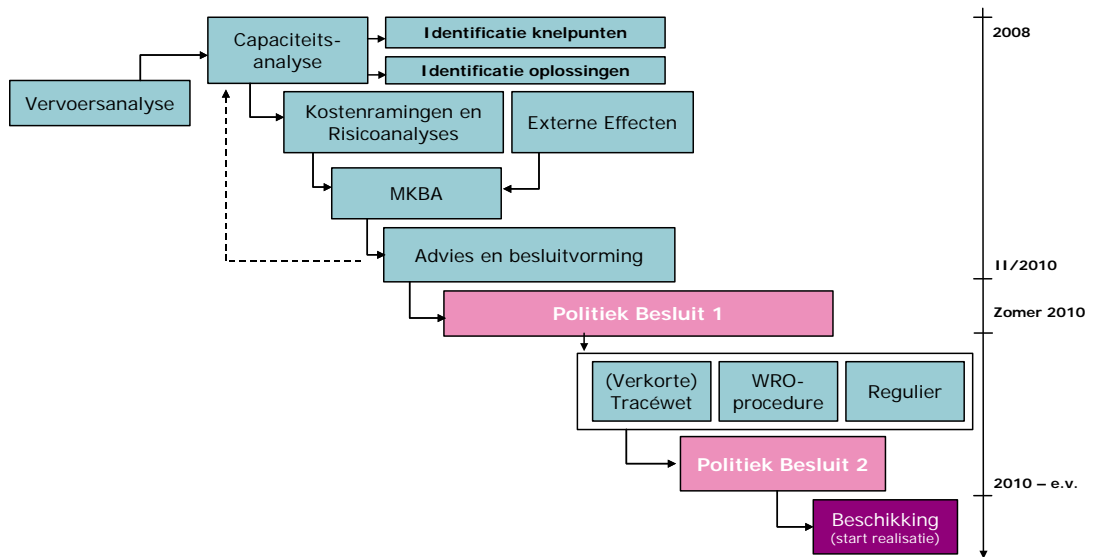 Capaciteits-
analyse
Identificatie knelpunten
Identificatie oplossingen
2008
Vervoersanalyse
Kostenramingen en
Risicoanalyses
Externe Effecten
MKBA
Advies en besluitvorming
II/2010
Politiek Besluit 1
Zomer 2010
(Verkorte)
Tracéwet
WRO-
procedure
Regulier
Politiek Besluit 2
2010 – e.v.
Beschikking
(start realisatie)